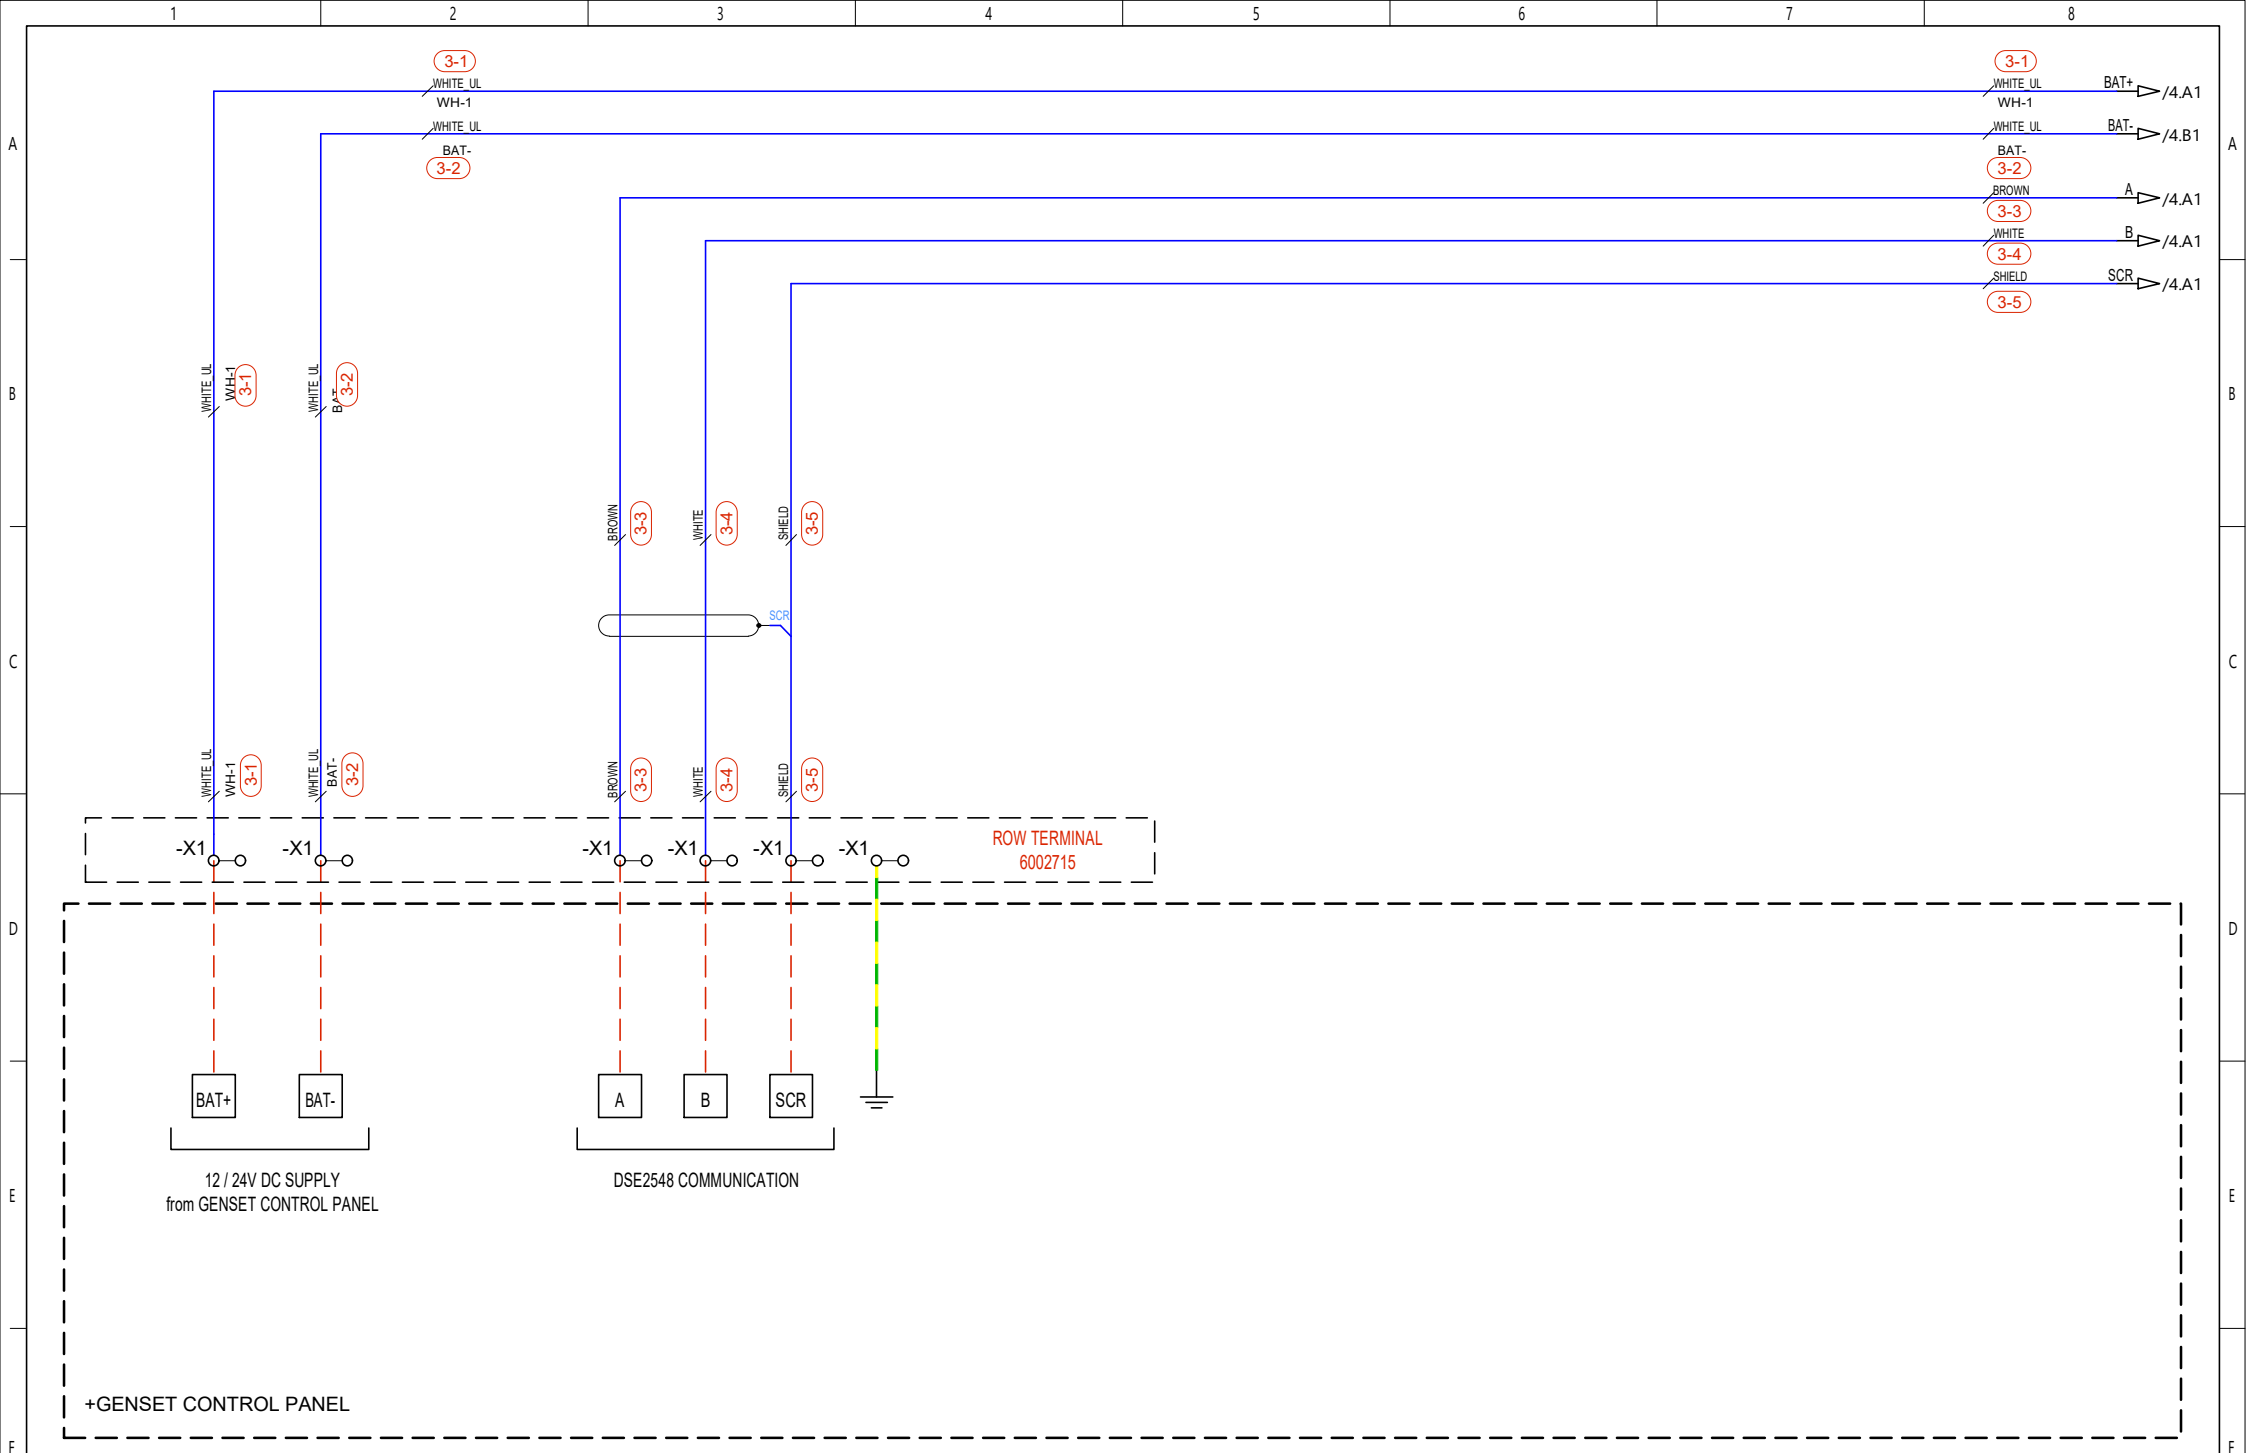 1 2 3 4 5 6 7 8
3-1 3-1
WHITE_UL WHITE_UL BAT+ /4.A1
WH-1 WH-1
WHITE_UL WHITE_UL BAT- /4.B1
A A
BAT- BAT-
3-2 3-2
BROWN A /4.A1
3-3
WHITE B /4.A1
3-4
SHIELD SCR /4.A1
3-5
WHITE_UL WH-1 3-1 WHITE_UL BAT- 3-2
B B
BROWN 3-3 WHITE 3-4 SHIELD 3-5
SCR
C C
WHITE_UL WH-1 3-1 WHITE_UL BAT- 3-2 BROWN 3-3 WHITE 3-4 SHIELD 3-5
-X1 -X1 -X1 -X1 -X1 -X1
ROW TERMINAL
6002715
D D
BAT+ BAT- A B SCR
12 / 24V DC SUPPLY
from GENSET CONTROL PANEL
DSE2548 COMMUNICATION
E E
+GENSET CONTROL PANEL
F F